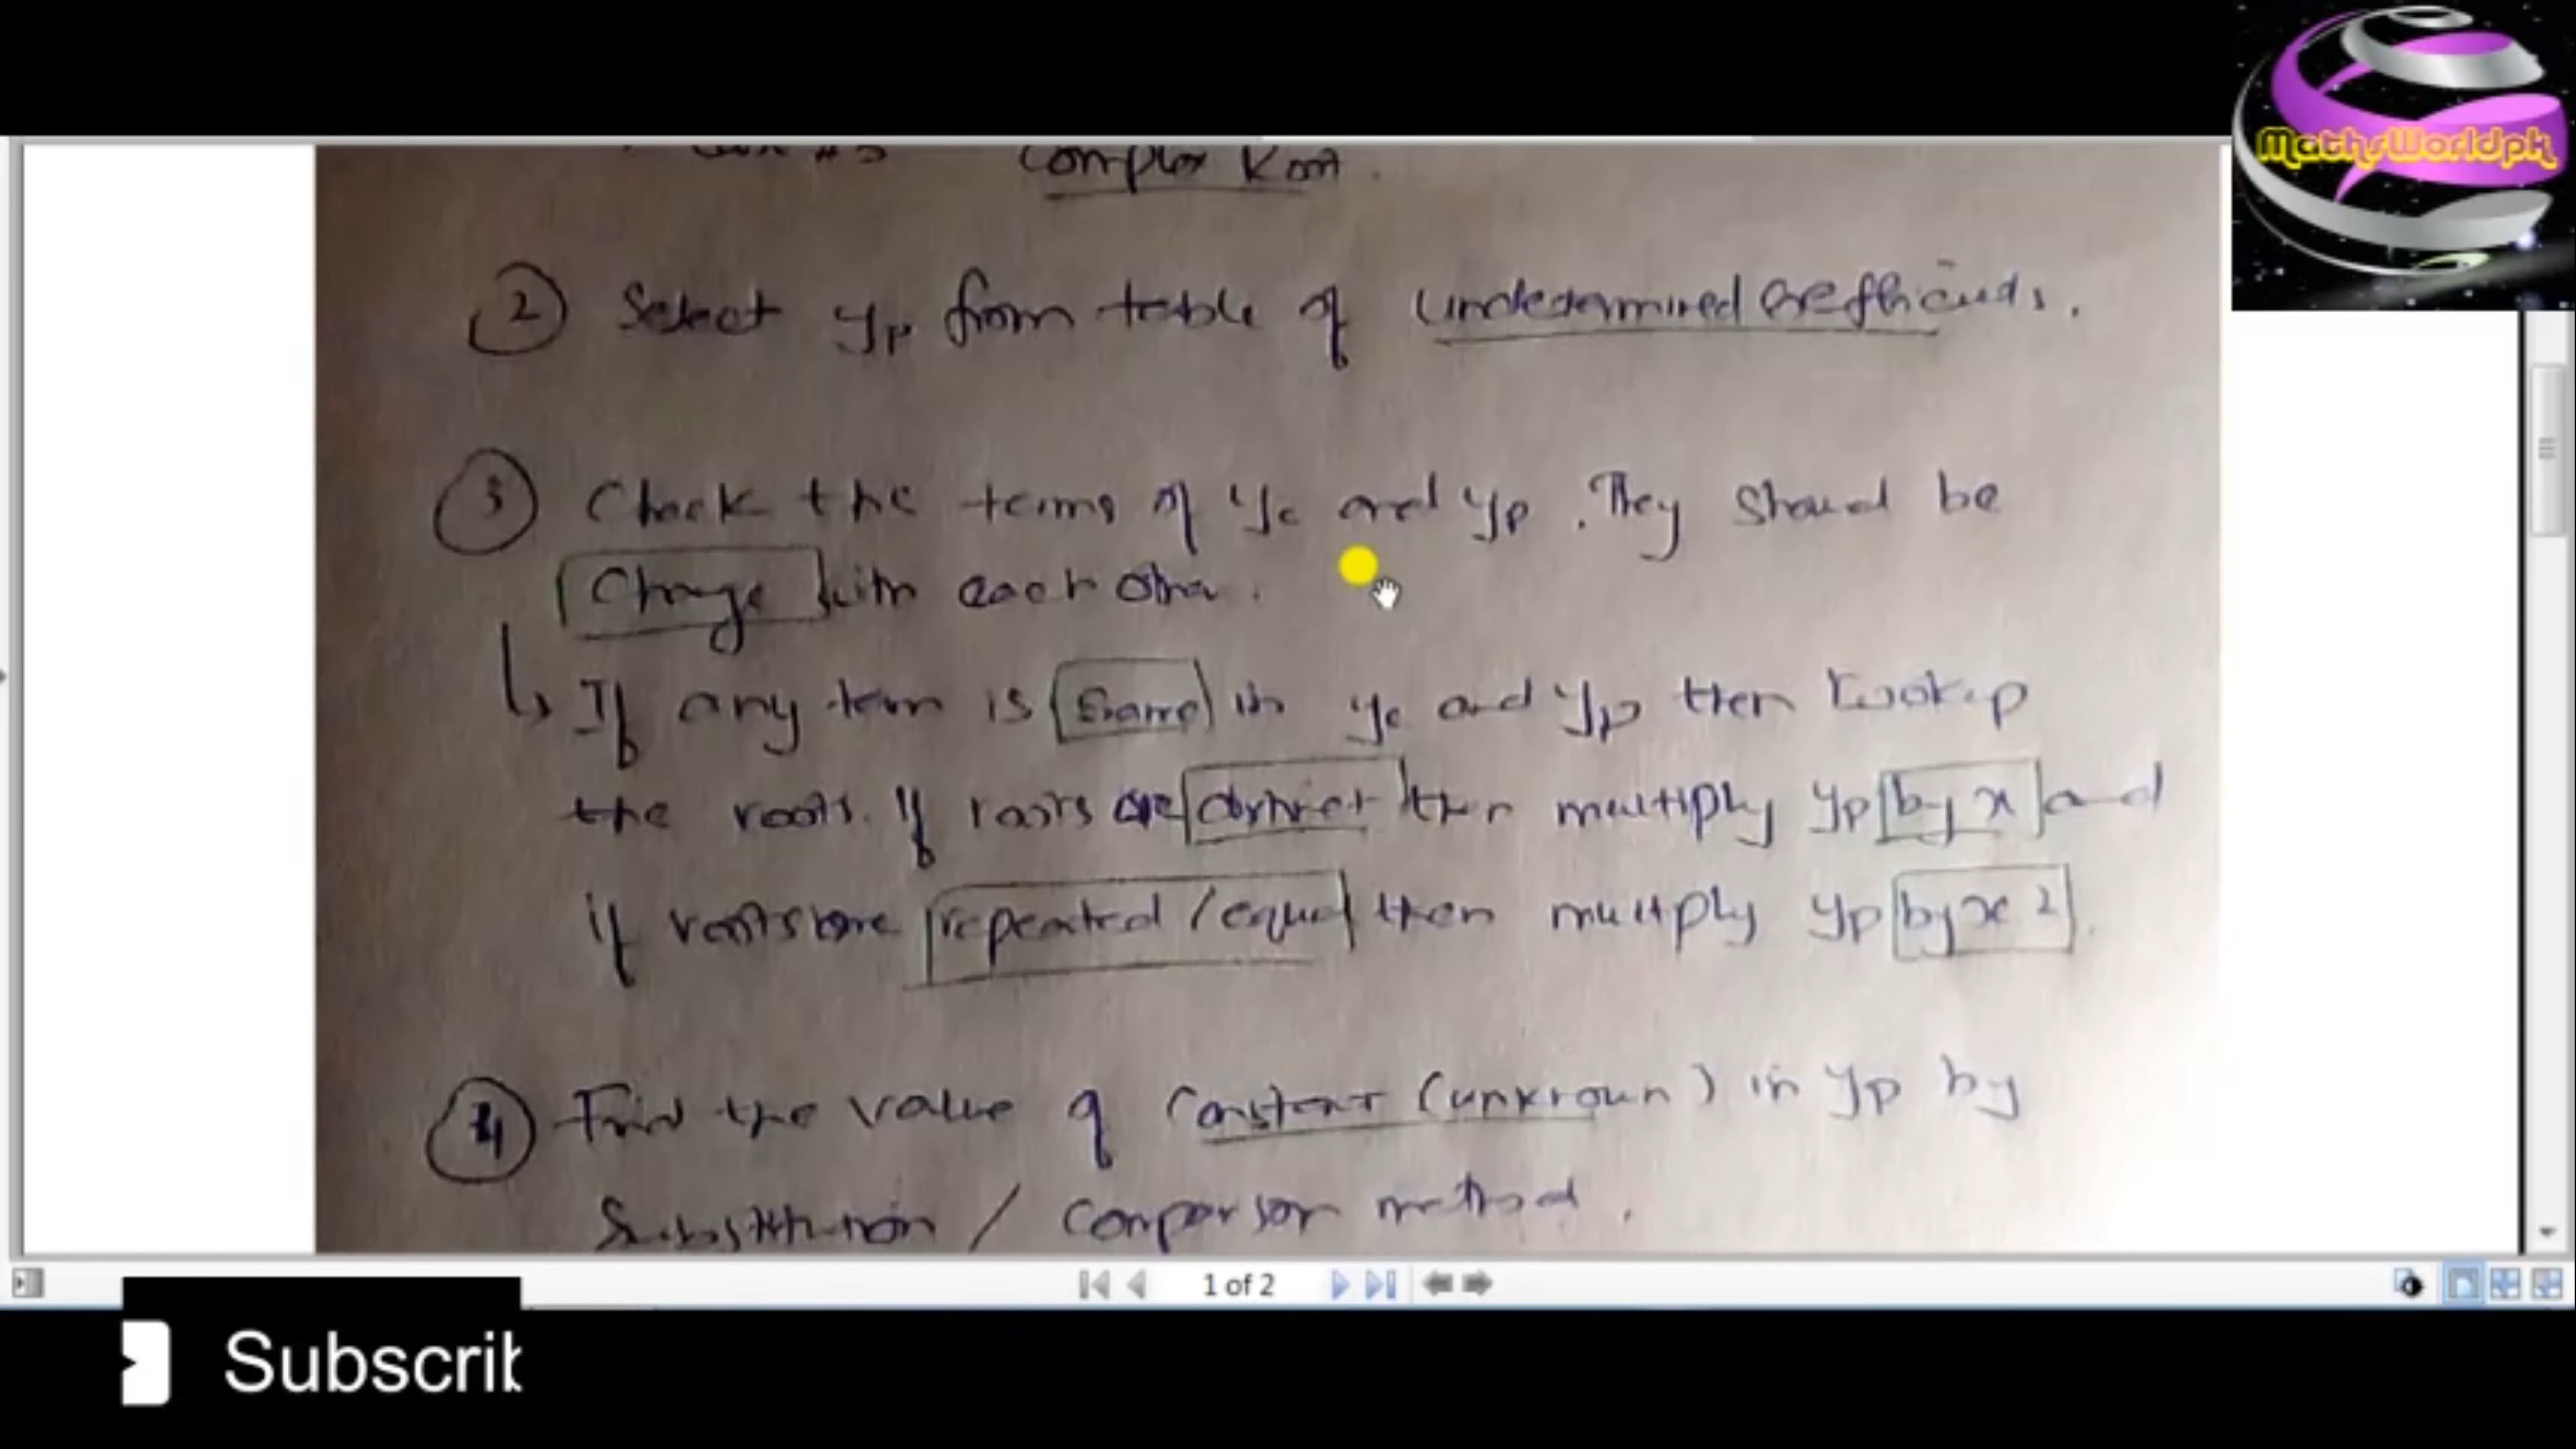 MathsWorldpk
Complex Root.
2 Select yp from table of undetermined coefficients.
3 Check the terms of yc and yp. They should be
Change with each other.
↳ If any term is Same in yc and yp then Lookup
the roots. If roots are distinct then multiply yp by x and
if roots are repeated / equal then multiply yp by x²
4 Find the value of Constant (unknown) in yp by
Substitution / Comparison method.
1 of 2
Subscrib